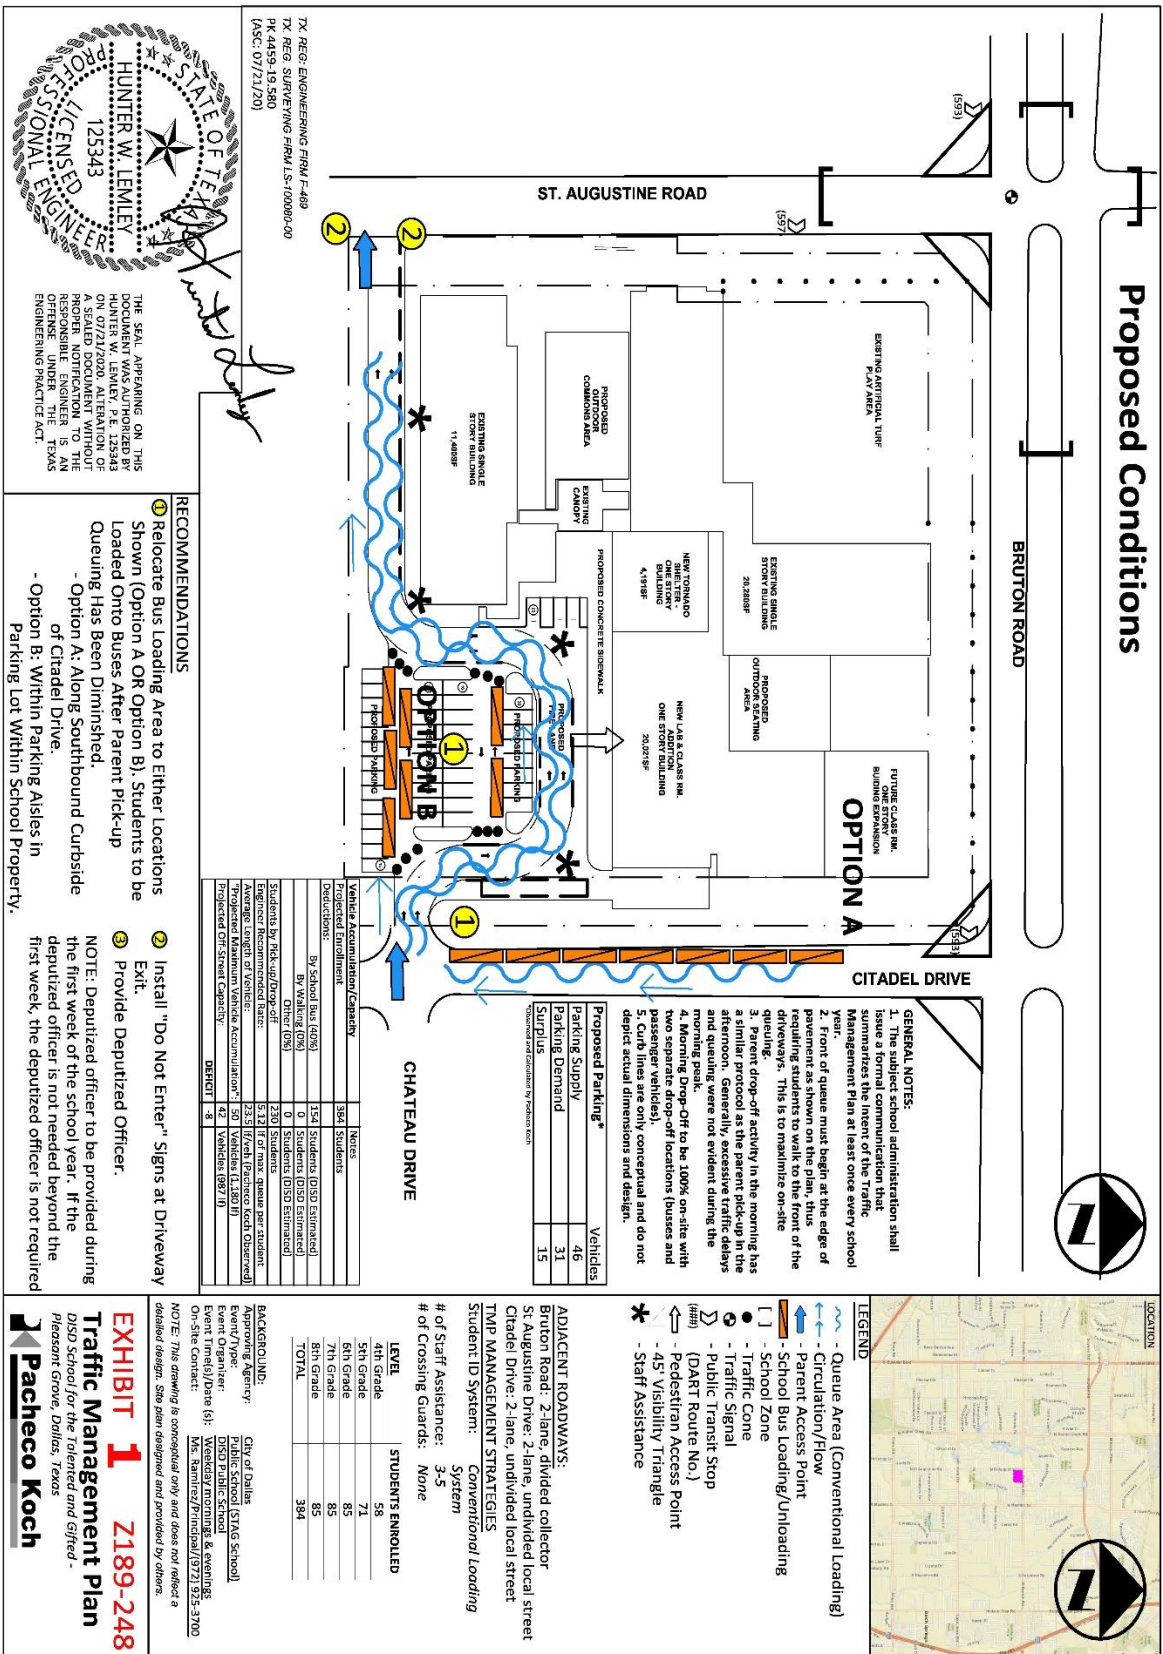 Proposed Conditions
BRUTON ROAD
ST. AUGUSTINE ROAD
CITADEL DRIVE
CHATEAU DRIVE
(593)
(597)
(593)
EXISTING ARTIFICIAL TURF
PLAY AREA
EXISTING SINGLE
STORY BUILDING
20,280SF
FUTURE CLASS RM.
ONE STORY
BUIDING EXPANSION
PROPOSED
OUTDOOR SEATING
AREA
PROPOSED
OUTDOOR
COMMONS AREA
EXISTING
CANOPY
NEW TORNADO
SHELTER -
ONE STORY
BUILDING
4,191SF
NEW LAB & CLASS RM.
ADDITION
ONE STORY BUILDING
20,021SF
PROPOSED CONCRETE SIDEWALK
EXISTING SINGLE
STORY BUILDING
11,400SF
OPTION A
OPTION B
PROPOSED PARKING
PROPOSED PARKING
1
1
2
2
TX. REG: ENGINEERING FIRM F-469
TX. REG. SURVEYING FIRM LS-100080-00
PK 4459-19.580
(ASC: 07/21/20)
STATE OF TEXAS
HUNTER W. LEMLEY
125343
LICENSED
PROFESSIONAL ENGINEER
Hunter Lemley
THE SEAL APPEARING ON THIS
DOCUMENT WAS AUTHORIZED BY
HUNTER W. LEMLEY, P.E. 125343
ON 07/21/2020. ALTERATION OF
A SEALED DOCUMENT WITHOUT
PROPER NOTIFICATION TO THE
RESPONSIBLE ENGINEER IS AN
OFFENSE UNDER THE TEXAS
ENGINEERING PRACTICE ACT.
RECOMMENDATIONS
1 Relocate Bus Loading Area to Either Locations
Shown (Option A OR Option B). Students to be
Loaded Onto Buses After Parent Pick-up
Queuing Has Been Diminshed.
- Option A: Along Southbound Curbside
of Citadel Drive.
- Option B: Within Parking Aisles in
Parking Lot Within School Property.
2 Install "Do Not Enter" Signs at Driveway
Exit.
3 Provide Deputized Officer.
NOTE: Deputized officer to be provided during
the first week of the school year. If the
deputized officer is not needed beyond the
first week, the deputized officer is not required
Vehicle Accumulation/Capacity Notes
Projected Enrollment 384 Students
Deductions:
By School Bus (40%) 154 Students (DISD Estimated)
By Walking (0%) 0 Students (DISD Estimated)
Other (0%) 0 Students (DISD Estimated)
Students by Pick-up/Drop-off 230 Students
Engineer Recommended Rate: 5.12 lf of max. queue per student
Average Length of Vehicle: 23.5 lf/veh (Pacheco Koch Observed)
"Projected Maximum Vehicle Accumulation": 50 Vehicles (1,180 lf)
Projected Off-Street Capacity: 42 Vehicles (987 lf)
DEFICIT -8
GENERAL NOTES:
1. The subject school administration shall
issue a formal communication that
summarizes the intent of the Traffic
Management Plan at least once every school
year.
2. Front of queue must begin at the edge of
pavement as shown on the plan, thus
requiring students to walk to the front of the
driveways. This is to maximize on-site
queuing.
3. Parent drop-off activity in the morning has
a similar protocol as the parent pick-up in the
afternoon. Generally, excessive traffic delays
and queuing were not evident during the
morning peak.
4. Morning Drop-Off to be 100% on-site with
two separate drop-off locations (busses and
passenger vehicles).
5. Curb lines are only conceptual and do not
depict actual dimensions and design.
Proposed Parking* Vehicles
Parking Supply 46
Parking Demand 31
Surplus 15
*Observed and Calculated by Pacheco Koch
N
LOCATION
N
LEGEND
- Queue Area (Conventional Loading)
- Circulation/Flow
- Parent Access Point
- School Bus Loading/Unloading
- School Zone
- Traffic Cone
- Traffic Signal
- Public Transit Stop
(###) (DART Route No.)
- Pedestrian Access Point
- 45' Visibility Triangle
- Staff Assistance
ADJACENT ROADWAYS:
Bruton Road: 2-lane, divided collector
St Augustine Drive: 2-lane, undivided local street
Citadel Drive: 2-lane, undivided local street
TMP MANAGEMENT STRATEGIES
Student ID System: Conventional Loading
System
# of Staff Assistance: 3-5
# of Crossing Guards: None
LEVEL STUDENTS ENROLLED
4th Grade 58
5th Grade 71
6th Grade 85
7th Grade 85
8th Grade 85
TOTAL 384
BACKGROUND:
Approving Agency: City of Dallas
Event/Type: Public School (STAG School)
Event Organizer: DISD Public School
Event Time(s)/Date (s): Weekday mornings & evenings
On-Site Contact: Ms. Ramirez/Principal/(972) 925-3700
NOTE: This drawing is conceptual only and does not reflect a
detailed design. Site plan designed and provided by others.
EXHIBIT 1 Z189-248
Traffic Management Plan
DISD School for the Talented and Gifted -
Pleasant Grove, Dallas, Texas
Pacheco Koch